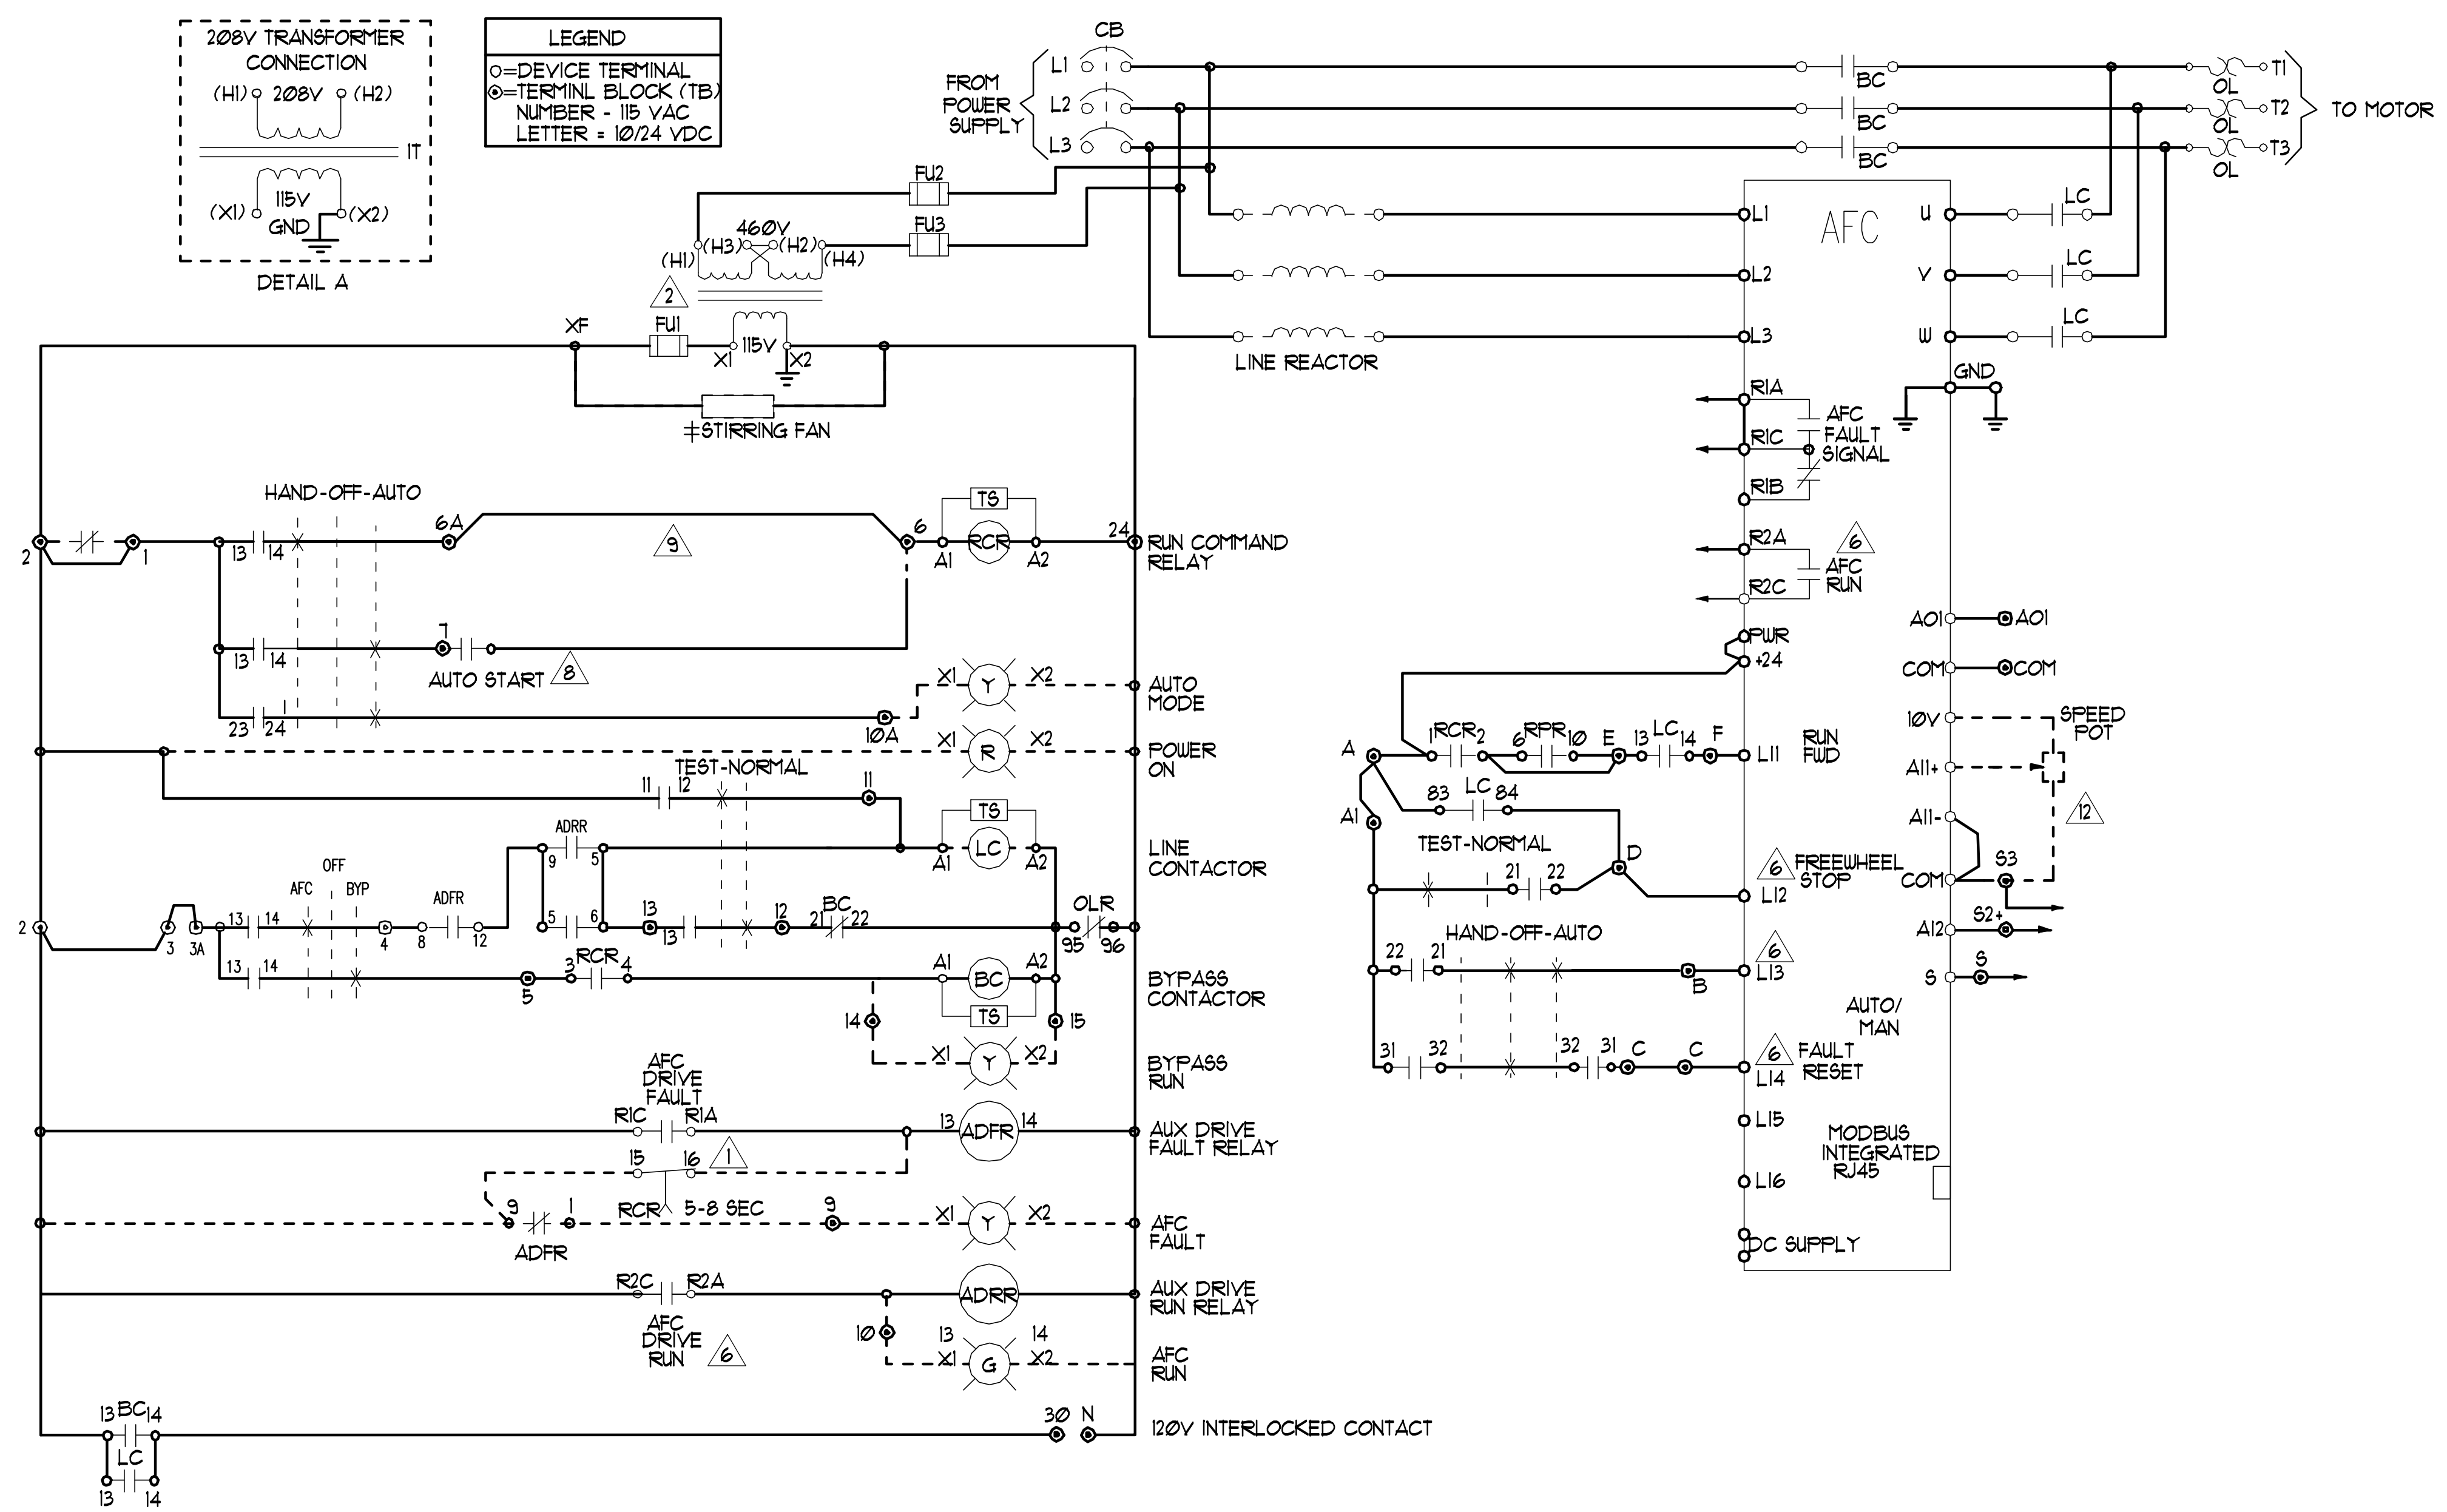 208V TRANSFORMER
CONNECTION
(H1) 208V (H2)
1T
115V
(X1) (X2)
GND
DETAIL A
LEGEND
=DEVICE TERMINAL
=TERMINL BLOCK (TB)
NUMBER - 115 VAC
LETTER = 10/24 VDC
CB
FROM
POWER
SUPPLY
L1
L2
L3
BC
BC
BC
OL
OL
OL
T1
T2
T3
TO MOTOR
FU2
FU3
460V
(H1) (H3) (H2) (H4)
2
XF
FU1
X1 115V X2
‡STIRRING FAN
LINE REACTOR
AFC
L1
L2
L3
U
V
W
LC
LC
LC
GND
R1A
R1C
R1B
AFC
FAULT
SIGNAL
R2A
R2C
6
AFC
RUN
PWR
+24
AO1 AO1
COM COM
10V
SPEED
POT
AI1+
AI1-
12
COM
S3
AI2
S2+
S S
HAND-OFF-AUTO
2
1
13 14
6A
9
6
TS
A1 RCR A2
24
RUN COMMAND
RELAY
13 14
7
AUTO START
8
X1 Y X2
AUTO
MODE
23 24
1
10A
X1 R X2
POWER
ON
TEST-NORMAL
11 12
11
TS
A1 LC A2
LINE
CONTACTOR
ADRR
9 5
5 6
AFC
OFF
BYP
ADFR
2
3 3A
13 14
4 8 12
13
13
12
BC
21 22
OLR
95 96
13 14
5
RCR
3 4
A1 BC A2
TS
BYPASS
CONTACTOR
14 15
X1 Y X2
BYPASS
RUN
AFC
DRIVE
FAULT
R1C R1A
13 ADFR 14
AUX DRIVE
FAULT RELAY
15 16
1
RCR 5-8 SEC
9 1
ADFR
9
X1 Y X2
AFC
FAULT
R2C R2A
AFC
DRIVE
RUN
6
ADRR
AUX DRIVE
RUN RELAY
10
13 14
X1 G X2
AFC
RUN
13 BC 14
LC
13 14
30 N
120V INTERLOCKED CONTACT
A
1 RCR 2
6 RPR 10
E
13 LC 14
F
LI1
RUN
FWD
83 LC 84
A1
TEST-NORMAL
21 22
D
6
FREEWHEEL
STOP
LI2
HAND-OFF-AUTO
22 21
B
6
LI3
AUTO/
MAN
31 32
32 31
C C
6
FAULT
RESET
LI4
LI5
MODBUS
INTEGRATED
RJ45
LI6
DC SUPPLY